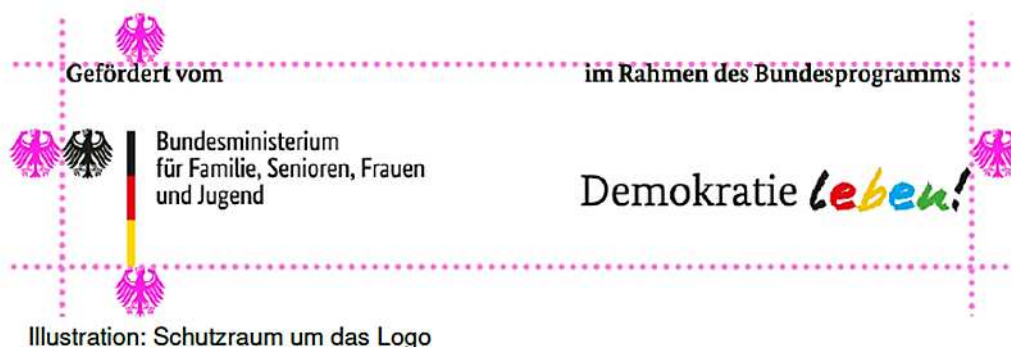 Gefördert vom
im Rahmen des Bundesprogramms
Bundesministerium
für Familie, Senioren, Frauen
und Jugend
Demokratie leben!
Illustration: Schutzraum um das Logo